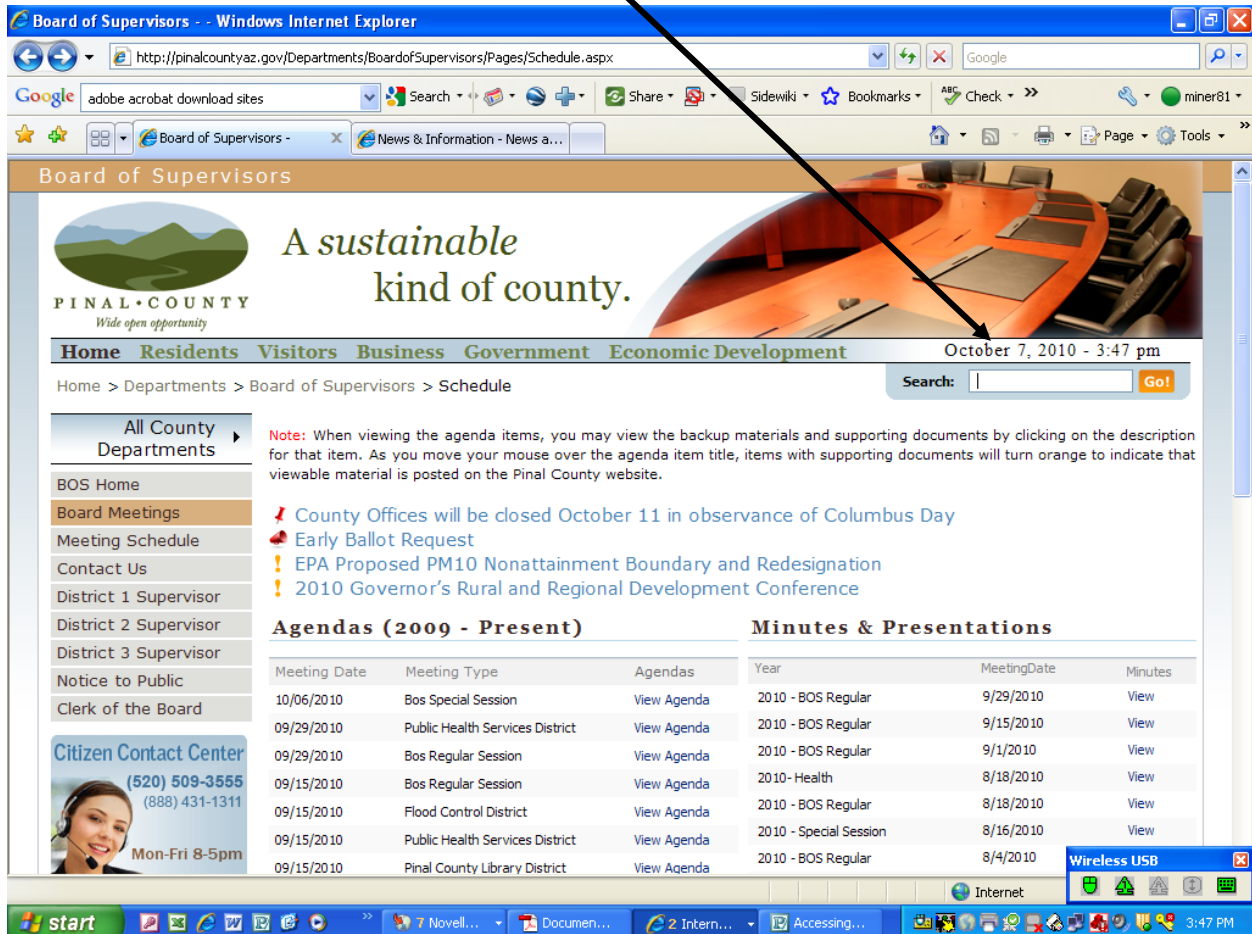 Board of Supervisors - - Windows Internet Explorer
http://pinalcountyaz.gov/Departments/BoardofSupervisors/Pages/Schedule.aspx
Google
Google
adobe acrobat download sites
Search
Share
Sidewiki
Bookmarks
ABC Check
miner81
Board of Supervisors -
News & Information - News a...
Page
Tools
Board of Supervisors
PINAL • COUNTY
Wide open opportunity
A sustainable
kind of county.
Home Residents Visitors Business Government Economic Development
October 7, 2010 - 3:47 pm
Home > Departments > Board of Supervisors > Schedule
Search:
Go!
All County
Departments
BOS Home
Board Meetings
Meeting Schedule
Contact Us
District 1 Supervisor
District 2 Supervisor
District 3 Supervisor
Notice to Public
Clerk of the Board
Citizen Contact Center
(520) 509-3555
(888) 431-1311
Mon-Fri 8-5pm
Note: When viewing the agenda items, you may view the backup materials and supporting documents by clicking on the description
for that item. As you move your mouse over the agenda item title, items with supporting documents will turn orange to indicate that
viewable material is posted on the Pinal County website.
County Offices will be closed October 11 in observance of Columbus Day
Early Ballot Request
EPA Proposed PM10 Nonattainment Boundary and Redesignation
2010 Governor's Rural and Regional Development Conference
Agendas (2009 - Present)
Meeting Date Meeting Type Agendas
10/06/2010 Bos Special Session View Agenda
09/29/2010 Public Health Services District View Agenda
09/29/2010 Bos Regular Session View Agenda
09/15/2010 Bos Regular Session View Agenda
09/15/2010 Flood Control District View Agenda
09/15/2010 Public Health Services District View Agenda
09/15/2010 Pinal County Library District View Agenda
Minutes & Presentations
Year MeetingDate Minutes
2010 - BOS Regular 9/29/2010 View
2010 - BOS Regular 9/15/2010 View
2010 - BOS Regular 9/1/2010 View
2010- Health 8/18/2010 View
2010 - BOS Regular 8/18/2010 View
2010 - Special Session 8/16/2010 View
2010 - BOS Regular 8/4/2010
Wireless USB
Internet
start
7 Novell...
Documen...
2 Intern...
Accessing...
3:47 PM